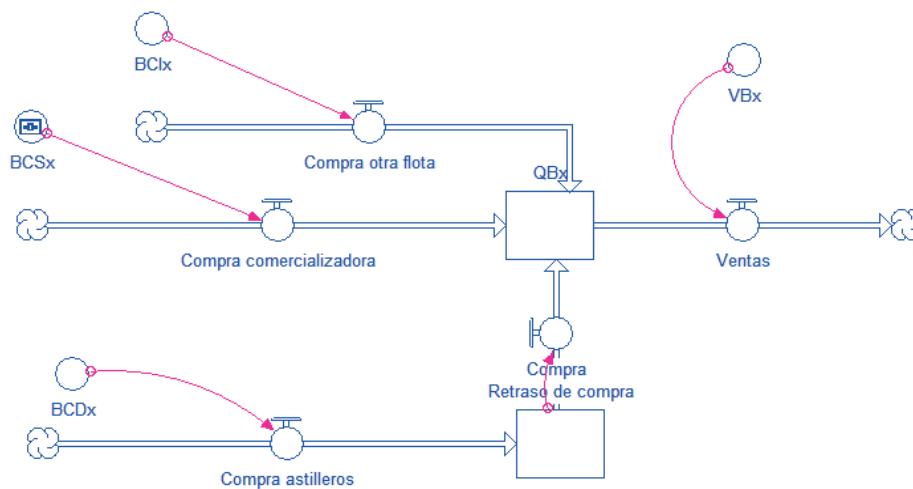 BCIx
VBx
BCSx
Compra otra flota
QBx
Compra comercializadora
Ventas
Compra
Retraso de compra
BCDx
Compra astilleros